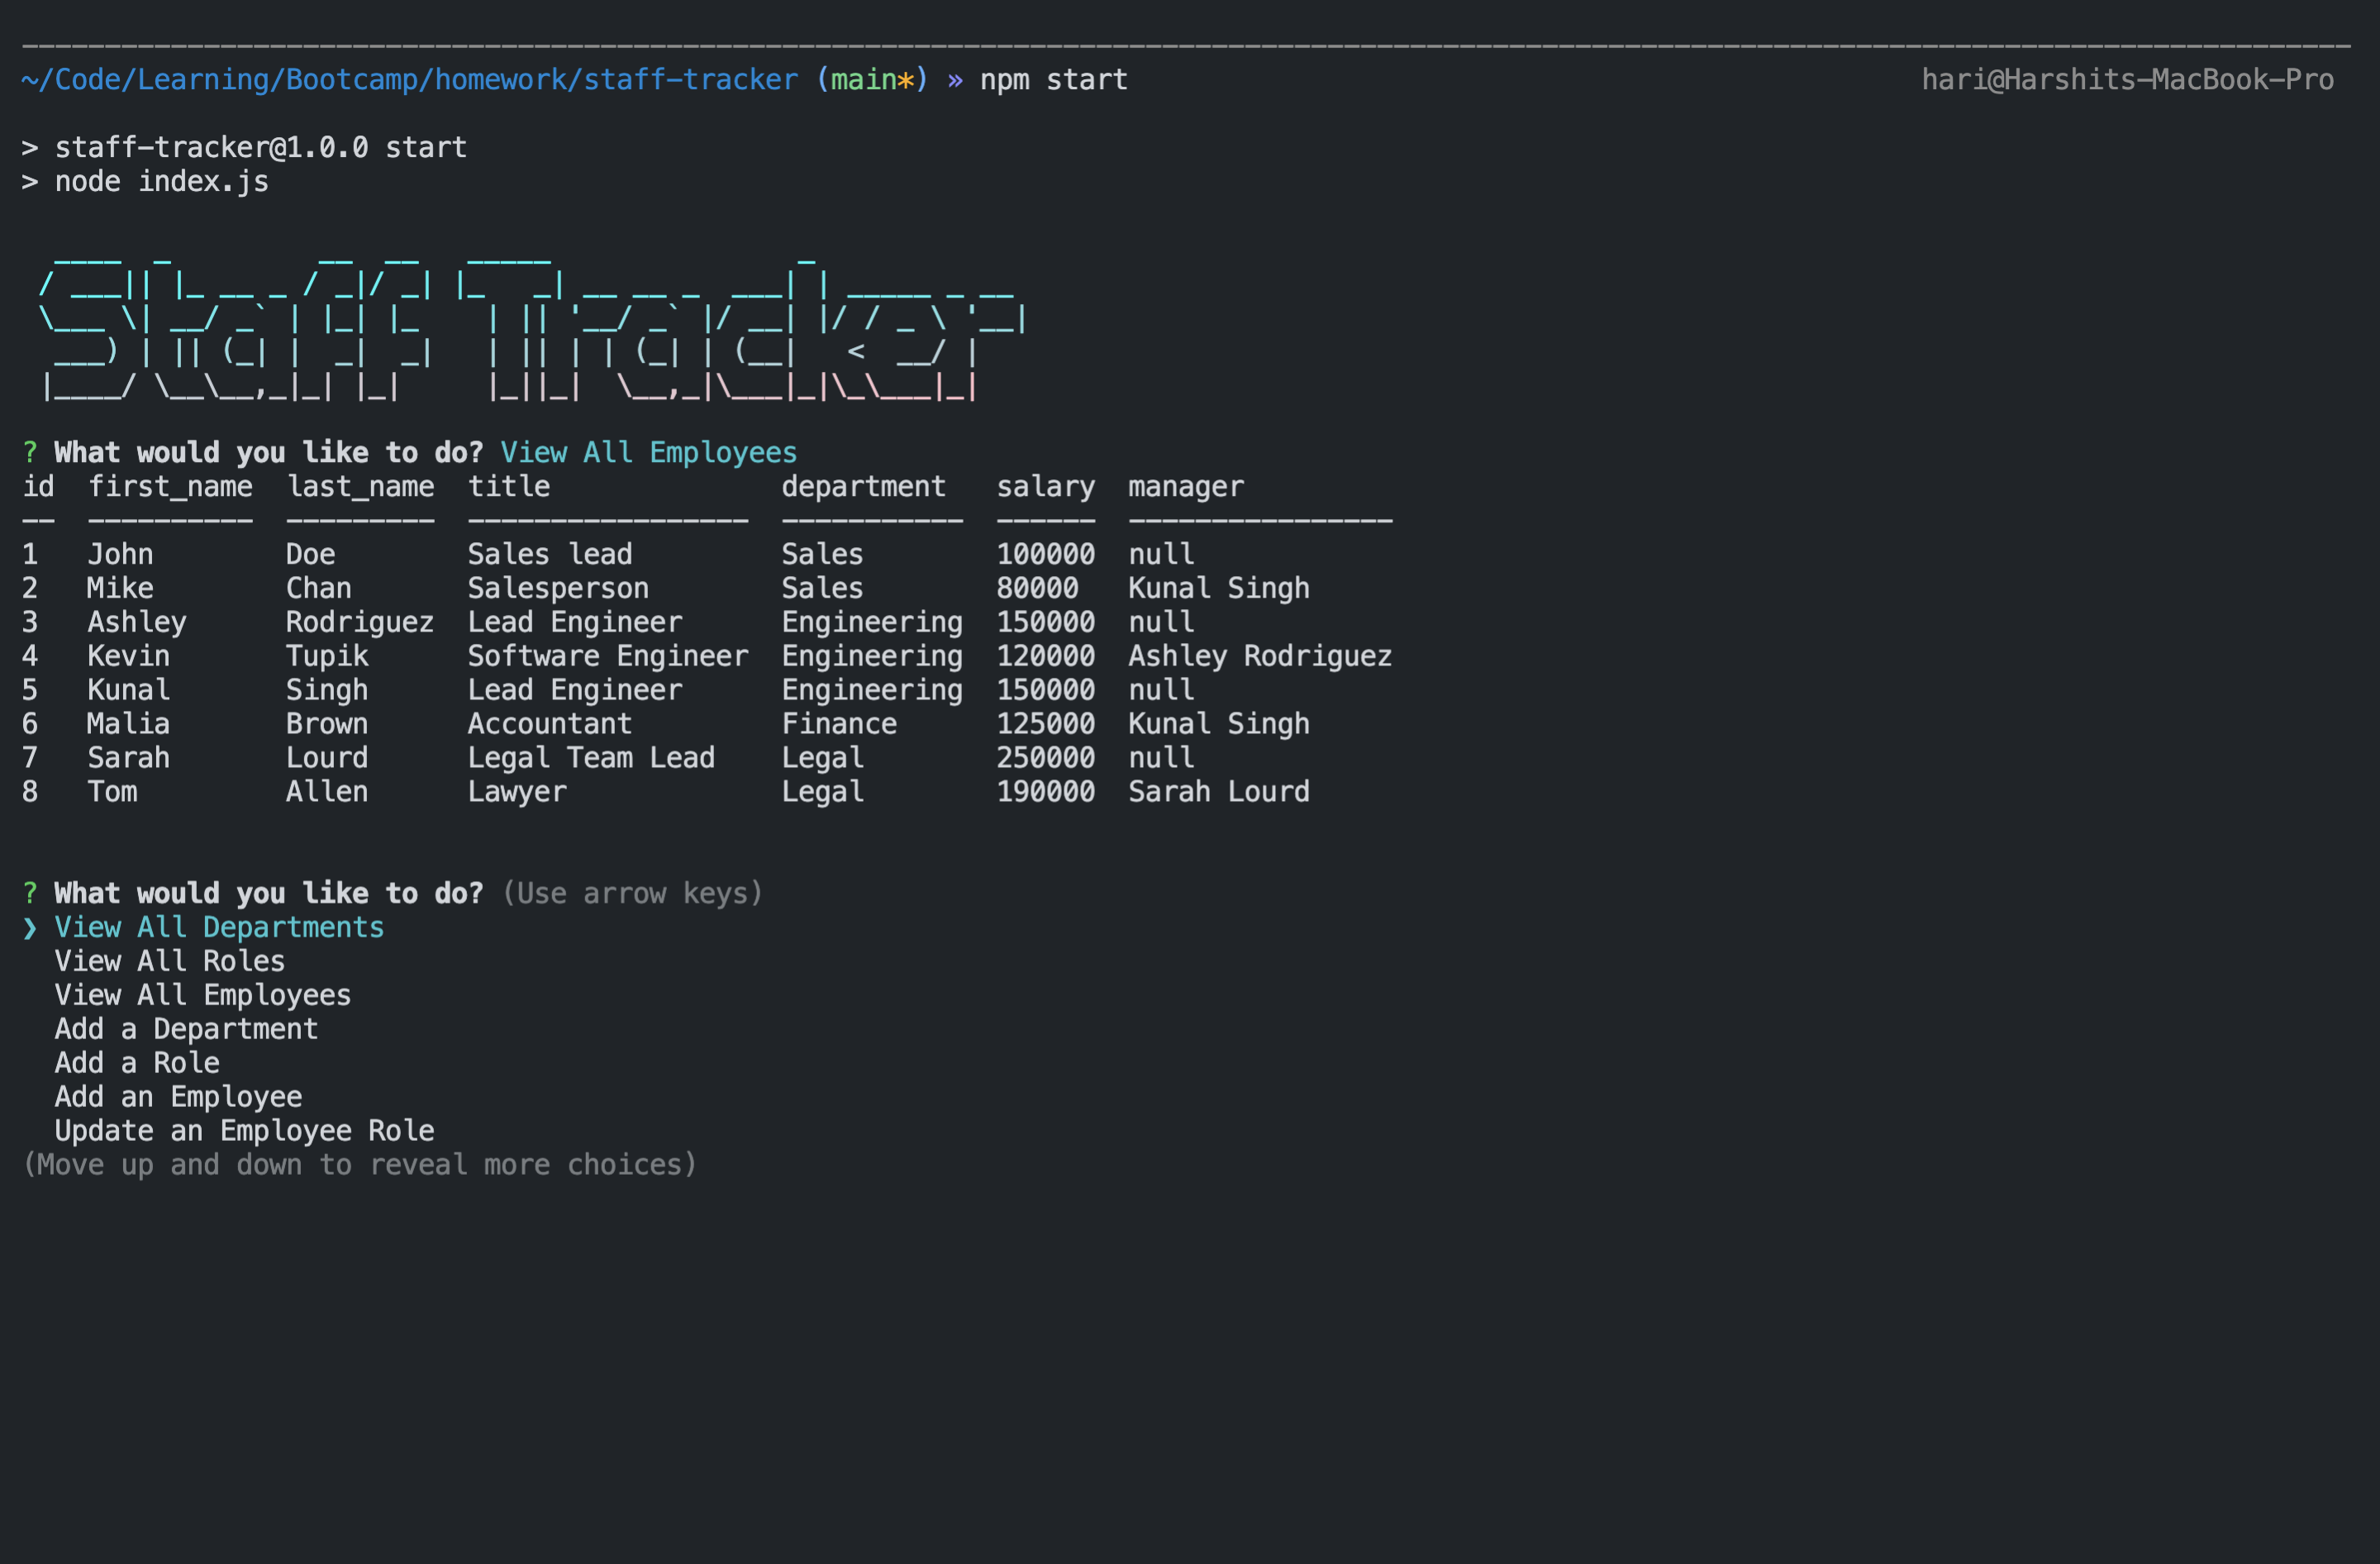 ~/Code/Learning/Bootcamp/homework/staff-tracker (main*) » npm start hari@Harshits-MacBook-Pro
> staff-tracker@1.0.0 start
> node index.js
Staff Tracker
? What would you like to do? View All Employees
id  first_name  last_name  title              department   salary  manager
--  ----------  ---------  -----------------  -----------  ------  ----------------
1   John        Doe        Sales lead         Sales        100000  null
2   Mike        Chan       Salesperson        Sales        80000   Kunal Singh
3   Ashley      Rodriguez  Lead Engineer      Engineering  150000  null
4   Kevin       Tupik      Software Engineer  Engineering  120000  Ashley Rodriguez
5   Kunal       Singh      Lead Engineer      Engineering  150000  null
6   Malia       Brown      Accountant         Finance      125000  Kunal Singh
7   Sarah       Lourd      Legal Team Lead    Legal        250000  null
8   Tom         Allen      Lawyer             Legal        190000  Sarah Lourd
? What would you like to do? (Use arrow keys)
❯ View All Departments
  View All Roles
  View All Employees
  Add a Department
  Add a Role
  Add an Employee
  Update an Employee Role
(Move up and down to reveal more choices)